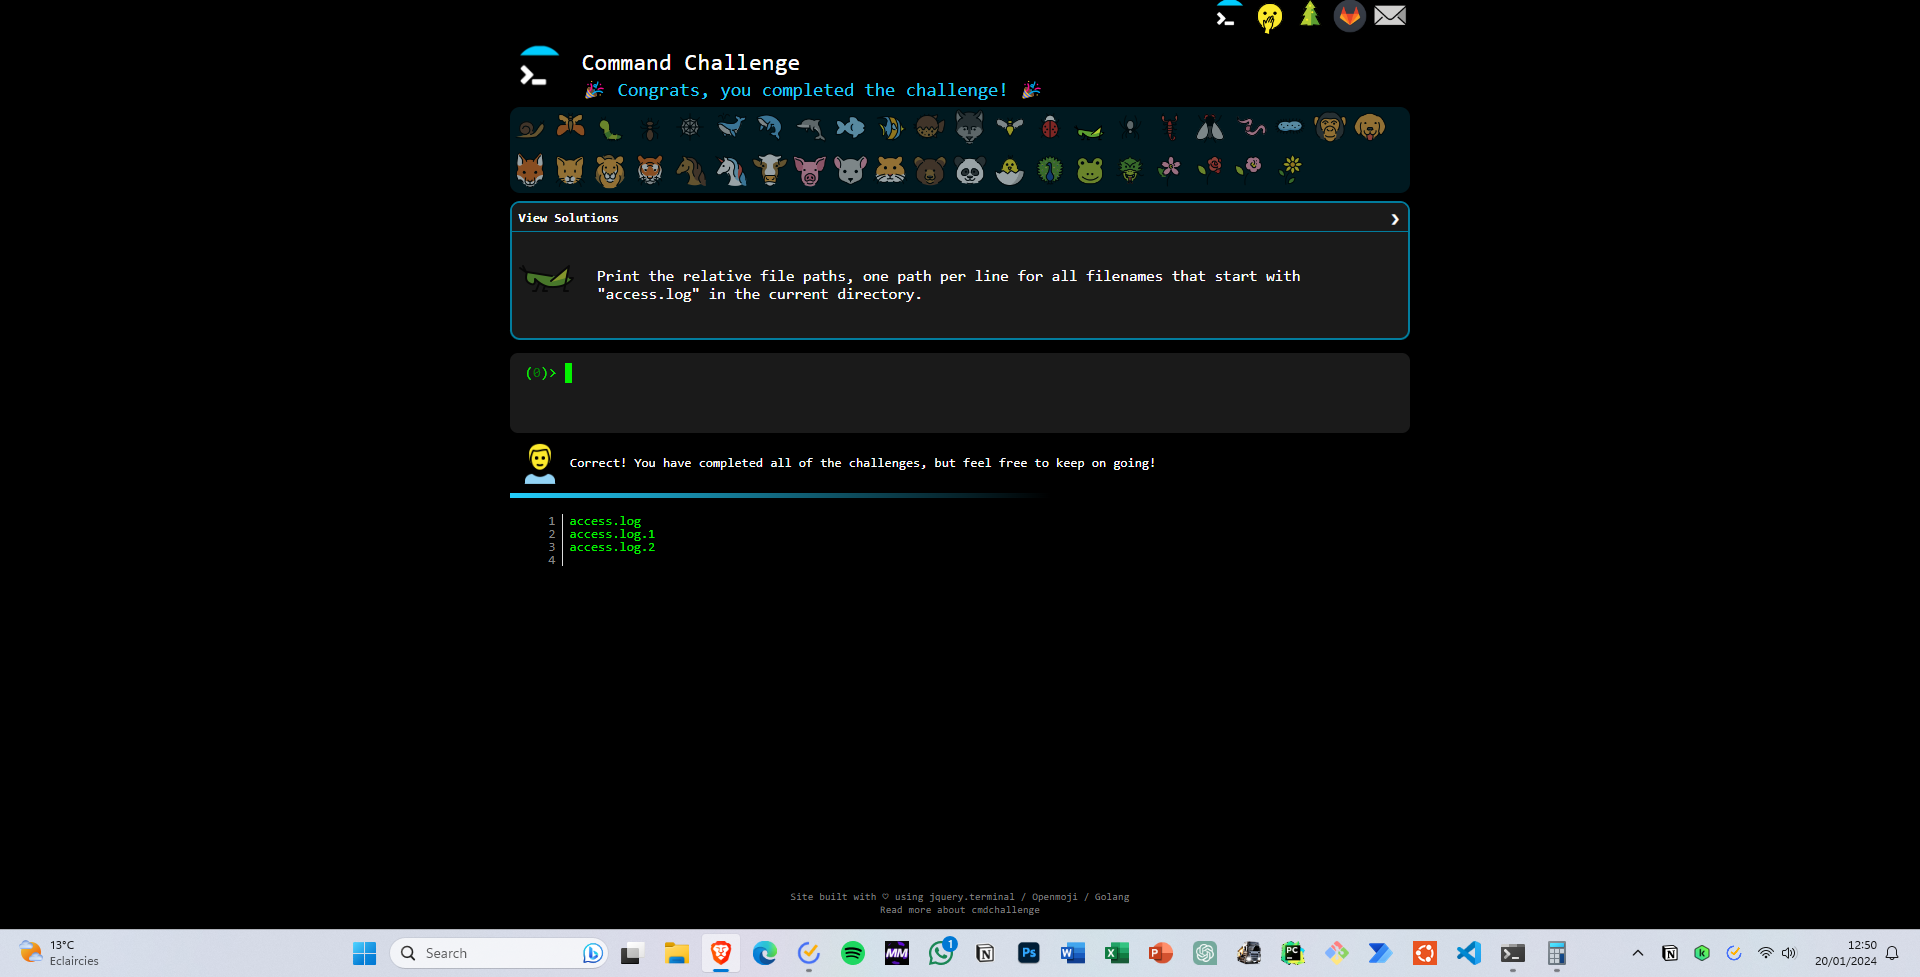 Command Challenge
🎉 Congrats, you completed the challenge! 🎉
View Solutions
Print the relative file paths, one path per line for all filenames that start with
"access.log" in the current directory.
(0)>
Correct! You have completed all of the challenges, but feel free to keep on going!
1 access.log
2 access.log.1
3 access.log.2
4
Site built with ♡ using jquery.terminal / Openmoji / Golang
Read more about cmdchallenge
13°C
Eclaircies
Search
MM
1
N
Ps
W
X
P
PC
N
k
12:50
20/01/2024